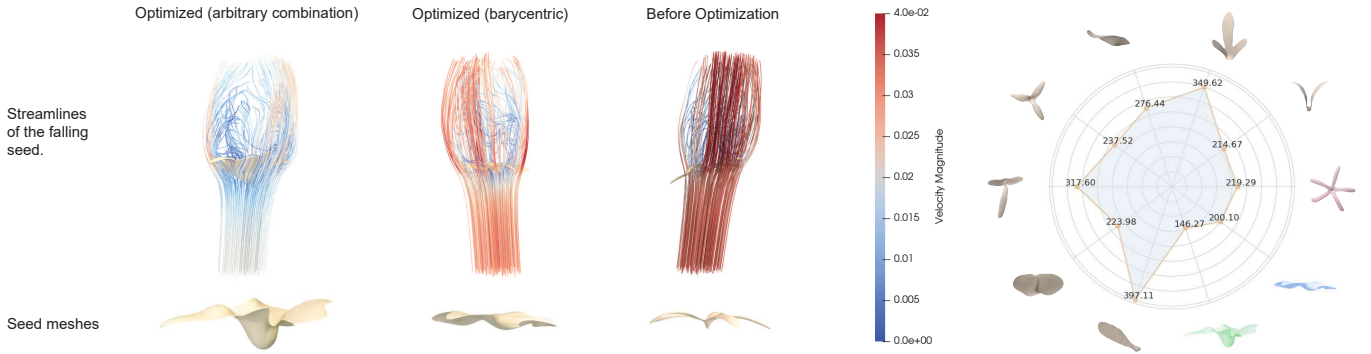 Optimized (arbitrary combination)
Optimized (barycentric)
Before Optimization
Streamlines
of the falling
seed.
Seed meshes
4.0e-02
0.035
0.03
0.025
0.02
0.015
0.01
0.005
0.0e+00
Velocity Magnitude
349.62
276.44
237.52
214.67
317.60
219.29
223.98
200.10
146.27
397.11